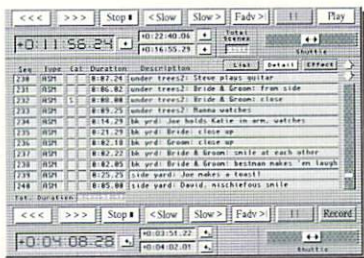 <<< >>> Stop <Slow Slow> Fadv> || Play
+0:11:56.24 +0:22:40.06 Total Scenes
+0:16:55.29 Shuttle
List Detail Effect
Seq Type Cat Duration Description
230 ASM 0:07.24 under trees2: Steve plays guitar
231 ASM 0:06.02 under trees2: Bride & Groom: from side
232 ASM S 0:08.00 under trees2: Bride & Groom: close
233 ASM 0:09.25 under trees2: Nanna watches
234 ASM 0:14.29 bk yrd: Joe holds Katie in arm, watches
235 ASM 0:21.29 bk yrd: Bride: close up
236 ASM 0:02.18 bk yrd: Groom: close up
237 ASM 0:02.22 bk yrd: Bride & Groom: smile at each other
238 ASM 0:02.05 bk yrd: Bride & Groom: bestman makes 'em laugh
239 ASM 0:25.25 side yard: Joe makes a toast!
240 ASM 0:05.00 side yard: David, mischiefous smile
Tot. Duration
<<< >>> Stop <Slow Slow> Fadv> || Record
+0:04:08.28 +0:03:51.22
+0:04:02.01 Shuttle